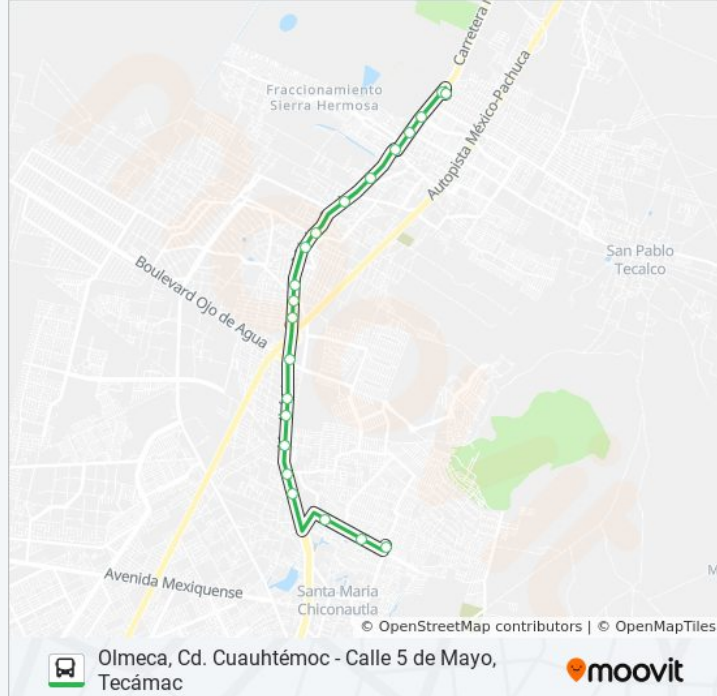 Carretera
Fraccionamiento
Sierra Hermosa
Autopista México-Pachuca
San Pablo
Tecalco
Boulevard Ojo de Agua
Avenida Mexiquense
Santa Maria
Chiconautla
M
© OpenStreetMap contributors | © OpenMapTiles
Olmeca, Cd. Cuauhtémoc - Calle 5 de Mayo,
Tecámac
moovit